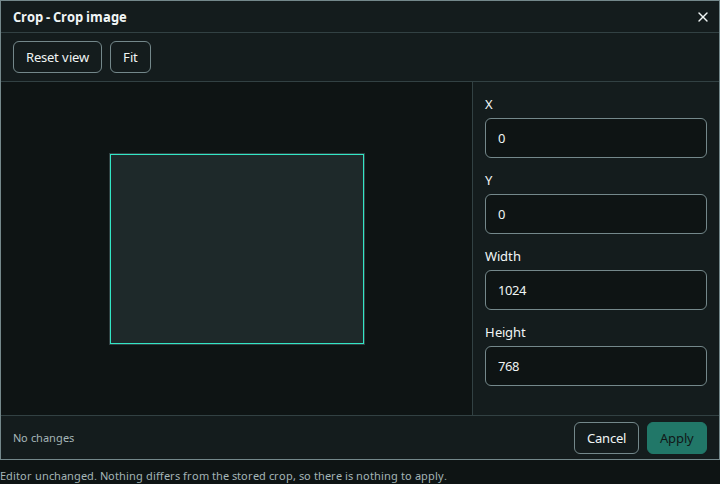 Crop - Crop image
Reset view
Fit
X
0
Y
0
Width
1024
Height
768
No changes
Cancel
Apply
Editor unchanged. Nothing differs from the stored crop, so there is nothing to apply.